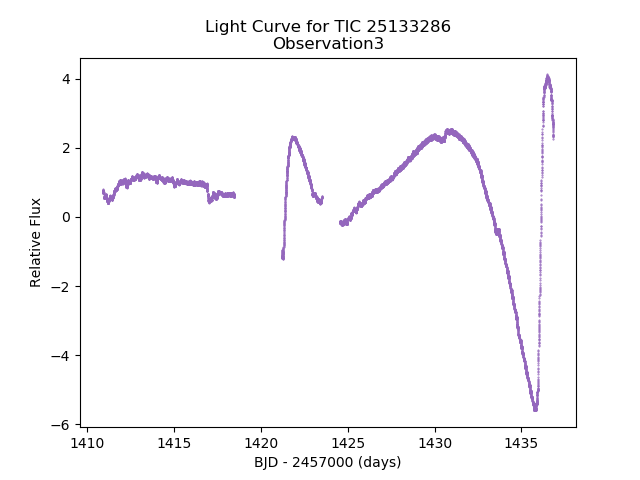 Light Curve for TIC 25133286
Observation3
4
2
0
−2
−4
−6
Relative Flux
1410 1415 1420 1425 1430 1435
BJD - 2457000 (days)